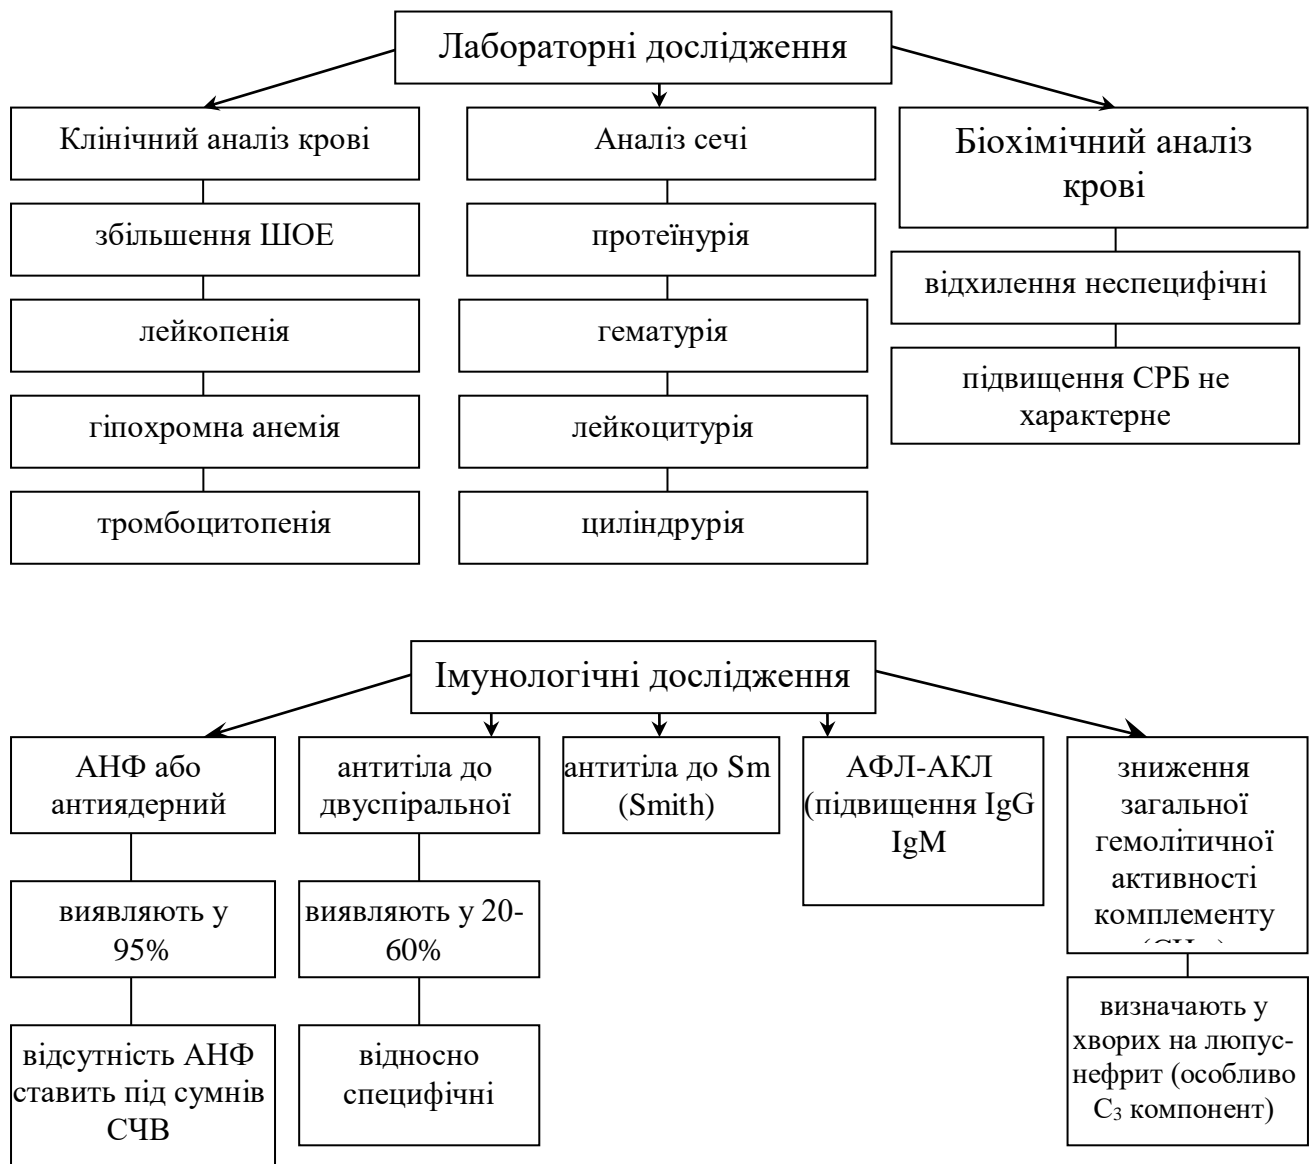 Лабораторні дослідження
Клінічний аналіз крові
збільшення ШОЕ
лейкопенія
гіпохромна анемія
тромбоцитопенія
Аналіз сечі
протеїнурія
гематурія
лейкоцитурія
циліндрурія
Біохімічний аналіз
крові
відхилення неспецифічні
підвищення СРБ не
характерне
Імунологічні дослідження
АНФ або
антиядерний
виявляють у
95%
відсутність АНФ
ставить під сумнів
СЧВ
антитіла до
двуспіральної
виявляють у 20-
60%
відносно
специфічні
антитіла до Sm
(Smith)
АФЛ-АКЛ
(підвищення IgG
IgM
зниження
загальної
гемолітичної
активності
комплементу
визначають у
хворих на люпус-
нефрит (особливо
С₃ компонент)